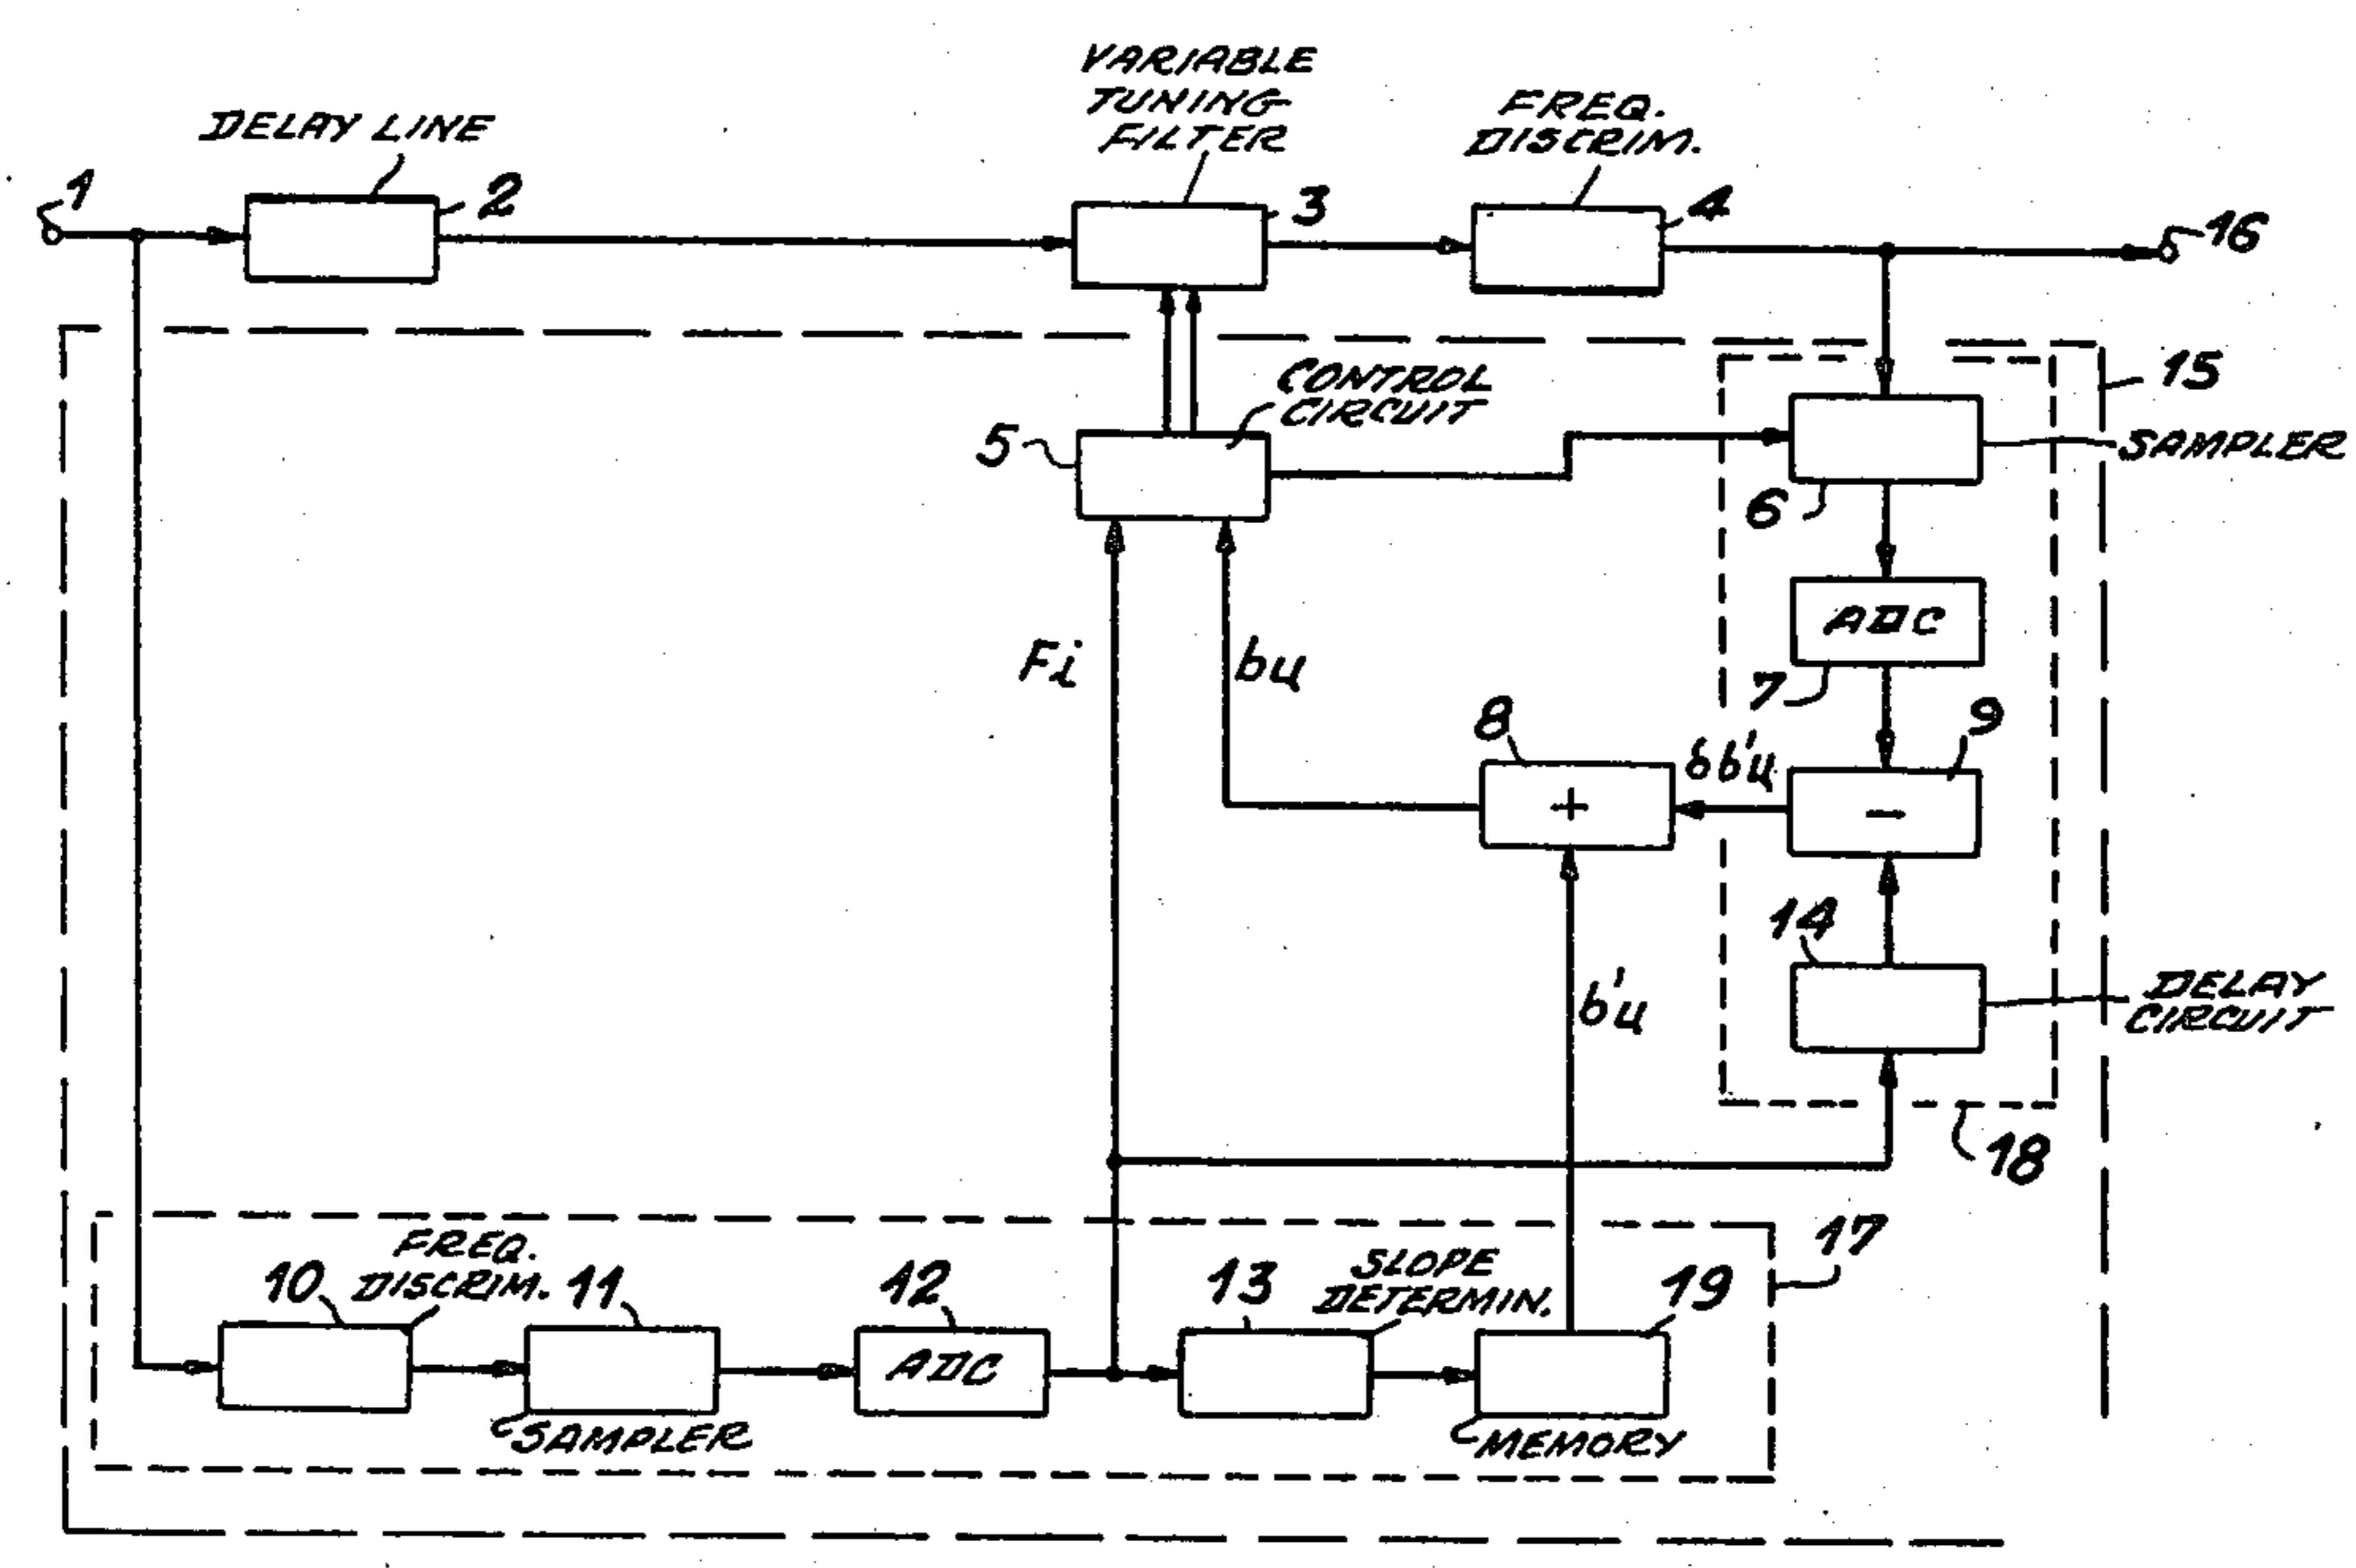 VARIABLE
TUNING
FILTER
FREQ.
DISCRIM.
DELAY LINE
1
2
3
4
16
15
CONTROL
CIRCUIT
5
SAMPLER
6
ADC
7
Fi
bц
8
δb'ц
9
+
−
14
b'ц
DELAY
CIRCUIT
18
17
FREQ.
DISCRIM.
10
11
12
13
SLOPE
DETERMIN.
19
ADC
SAMPLER
MEMORY